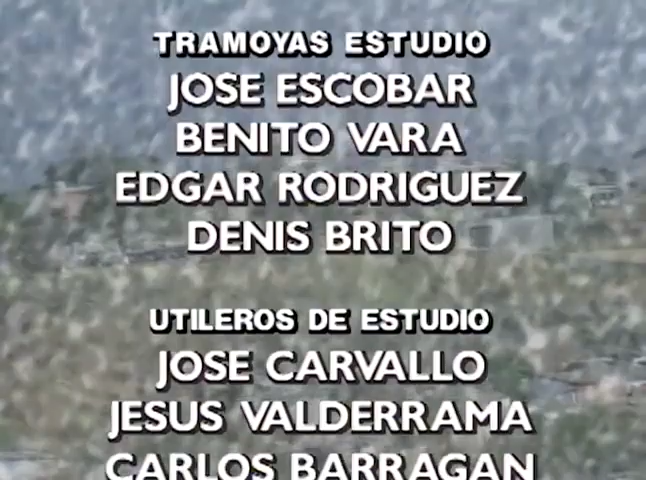 TRAMOYAS ESTUDIO
JOSE ESCOBAR
BENITO VARA
EDGAR RODRIGUEZ
DENIS BRITO
UTILEROS DE ESTUDIO
JOSE CARVALLO
JESUS VALDERRAMA
CARLOS BARRAGAN